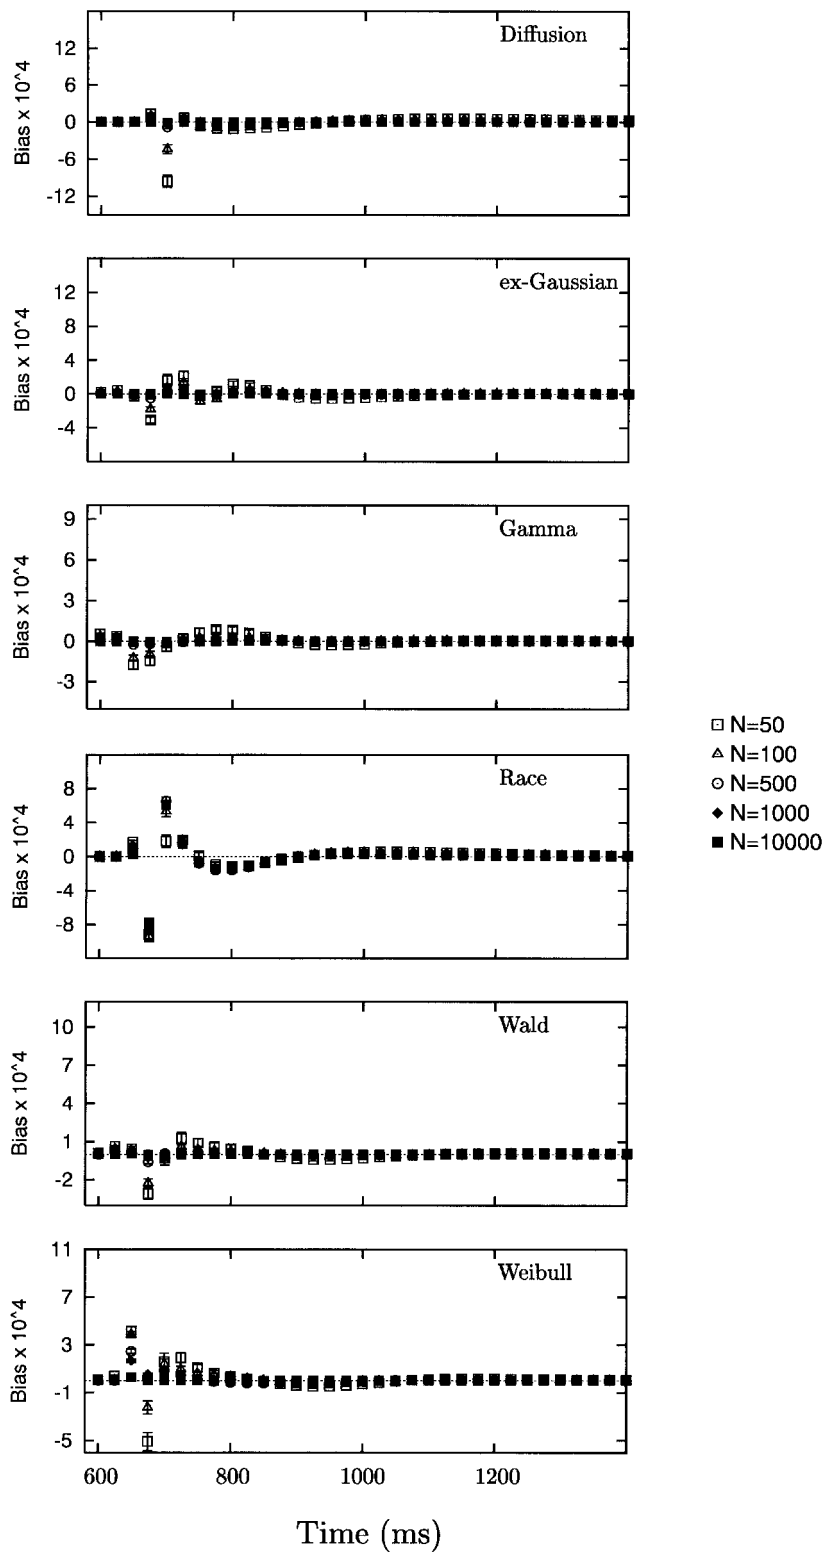 Diffusion
Bias x 10^4
12
6
0
-6
-12
ex-Gaussian
Bias x 10^4
12
8
4
0
-4
Gamma
Bias x 10^4
9
6
3
0
-3
Race
Bias x 10^4
8
4
0
-4
-8
N=50
N=100
N=500
N=1000
N=10000
Wald
Bias x 10^4
10
7
4
1
-2
Weibull
Bias x 10^4
11
7
3
-1
-5
600 800 1000 1200
Time (ms)